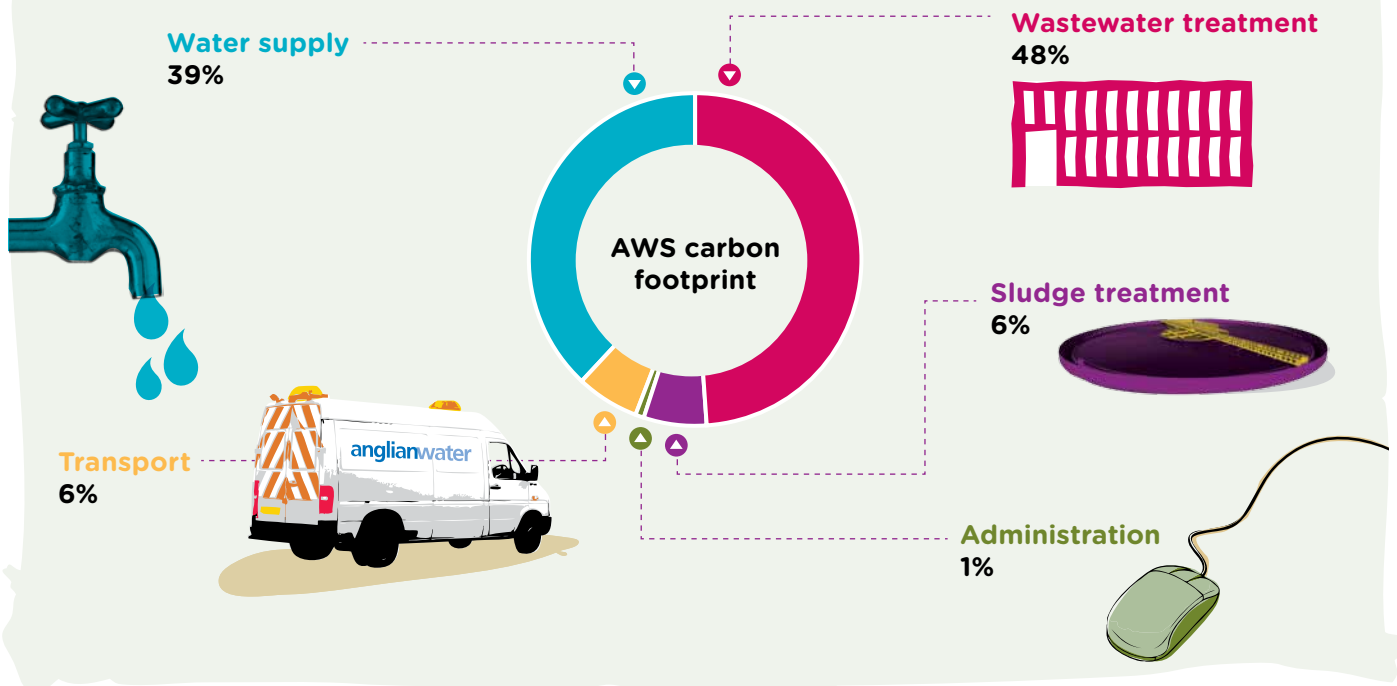 Water supply
39%
Wastewater treatment
48%
AWS carbon
footprint
Sludge treatment
6%
anglianwater
Transport
6%
Administration
1%